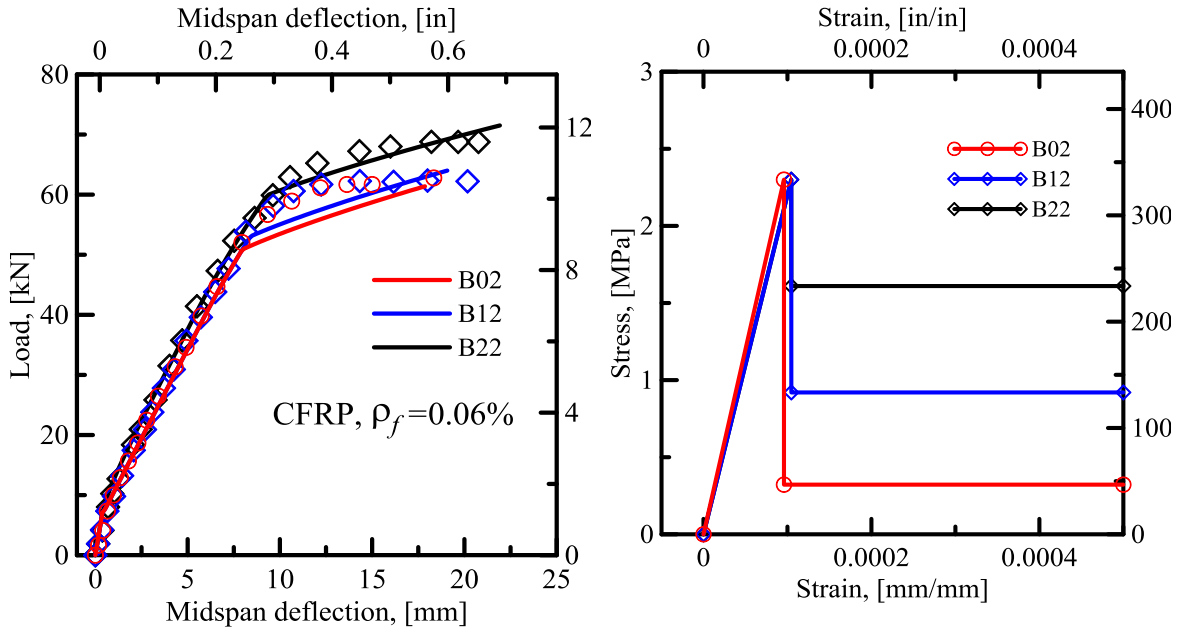 Midspan deflection, [in]
0 0.2 0.4 0.6
80
60
40
20
0
Load, [kN]
12
8
4
0
B02
B12
B22
CFRP, ρf=0.06%
0 5 10 15 20 25
Midspan deflection, [mm]
Strain, [in/in]
0 0.0002 0.0004
3
2
1
0
Stress, [MPa]
400
300
200
100
0
B02
B12
B22
0 0.0002 0.0004
Strain, [mm/mm]